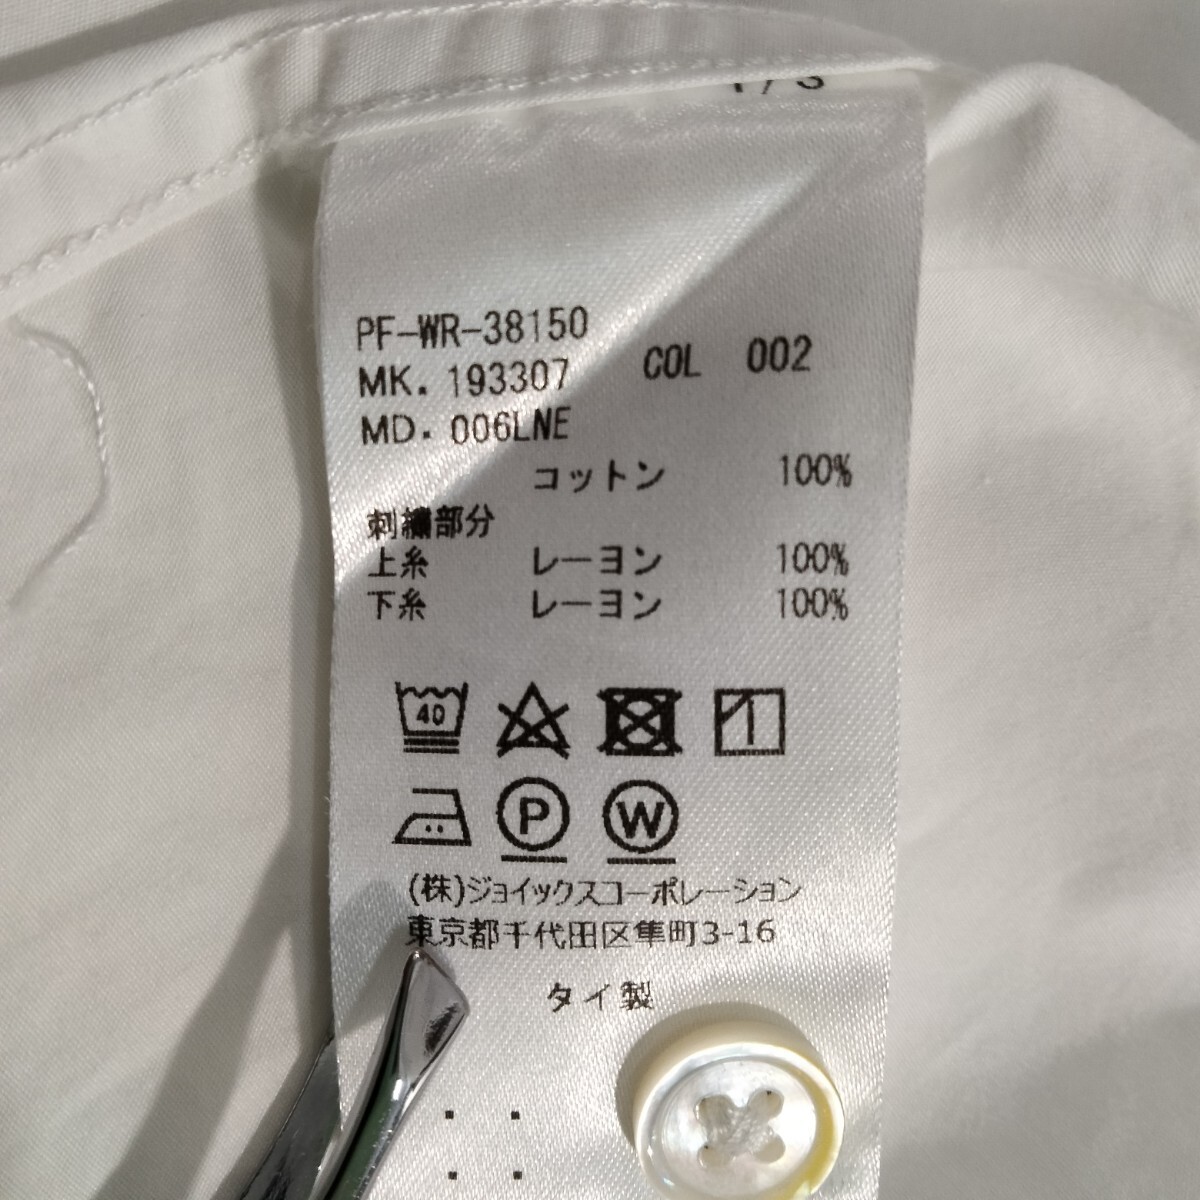 PF-WR-38150
MK. 193307 COL 002
MD. 006LNE
コットン 100%
刺繍部分
上糸 レーヨン 100%
下糸 レーヨン 100%
40
P W
(株)ジョイックスコーポレーション
東京都千代田区隼町3-16
タイ製